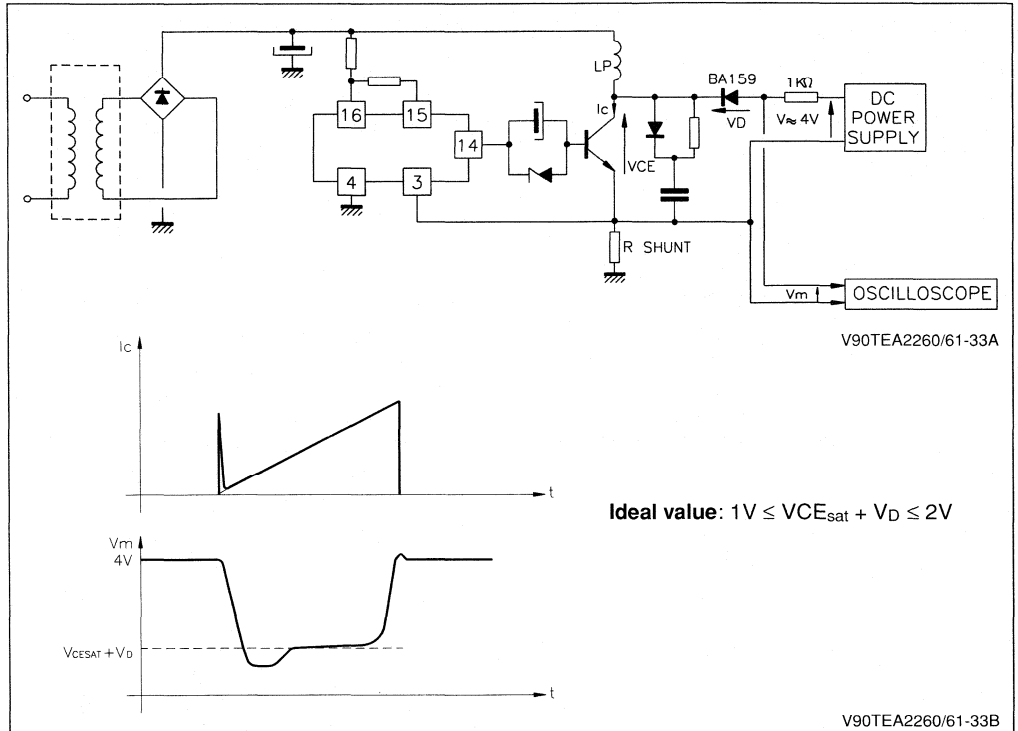 LP
BA159
1KΩ
DC
POWER
SUPPLY
Ic
VD
V≈ 4V
16
15
14
VCE
4
3
R SHUNT
Vm
OSCILLOSCOPE
V90TEA2260/61-33A
Ic
t
Ideal value: 1V ≤ VCEsat + VD ≤ 2V
Vm
4V
VCESAT +VD
t
V90TEA2260/61-33B